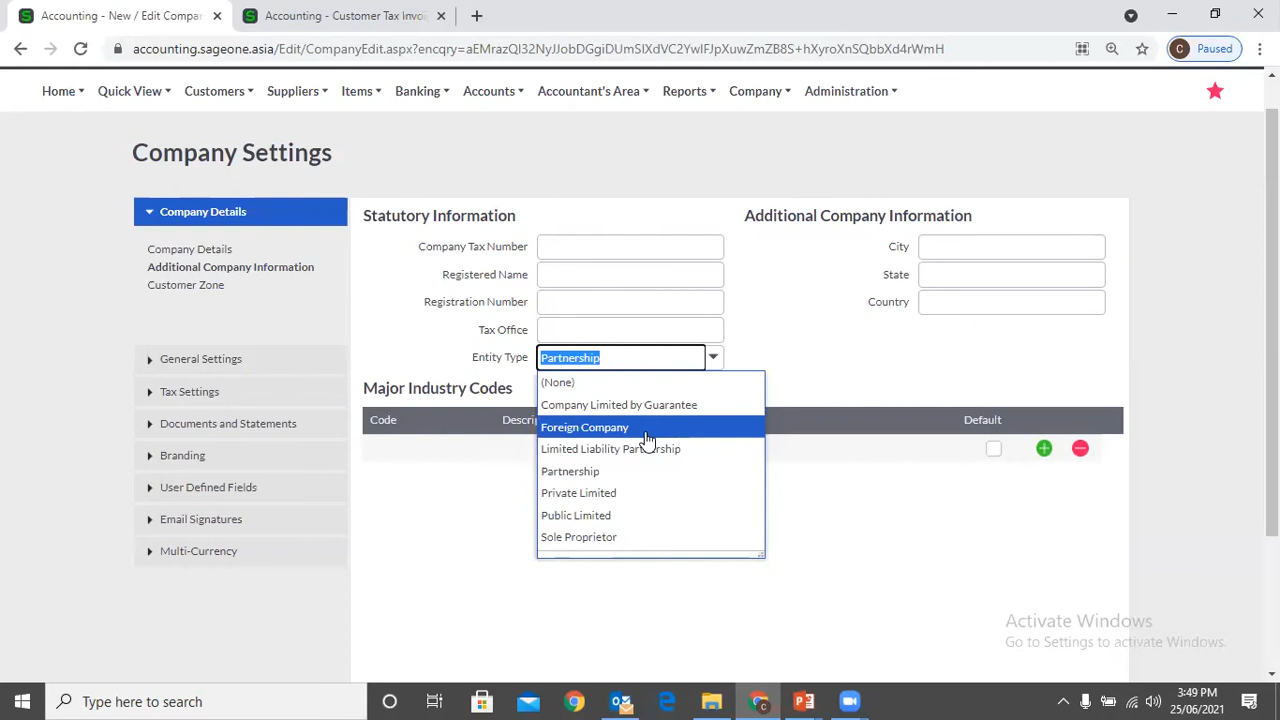 Accounting - New / Edit Compa
Accounting - Customer Tax Invoi
accounting.sageone.asia/Edit/CompanyEdit.aspx?encqry=aEMrazQI32NyJJobDGgiDUmSIXdVC2YwIFJpXuwZmZB8S+hXyroXnSQbbXd4rWmH
C Paused
Home Quick View Customers Suppliers Items Banking Accounts Accountant's Area Reports Company Administration
Company Settings
Company Details
Company Details
Additional Company Information
Customer Zone
General Settings
Tax Settings
Documents and Statements
Branding
User Defined Fields
Email Signatures
Multi-Currency
Statutory Information
Company Tax Number
Registered Name
Registration Number
Tax Office
Entity Type Partnership
(None)
Company Limited by Guarantee
Foreign Company
Limited Liability Partnership
Partnership
Private Limited
Public Limited
Sole Proprietor
Additional Company Information
City
State
Country
Major Industry Codes
Code Descri Default
Activate Windows
Go to Settings to activate Windows.
Type here to search
3:49 PM
25/06/2021